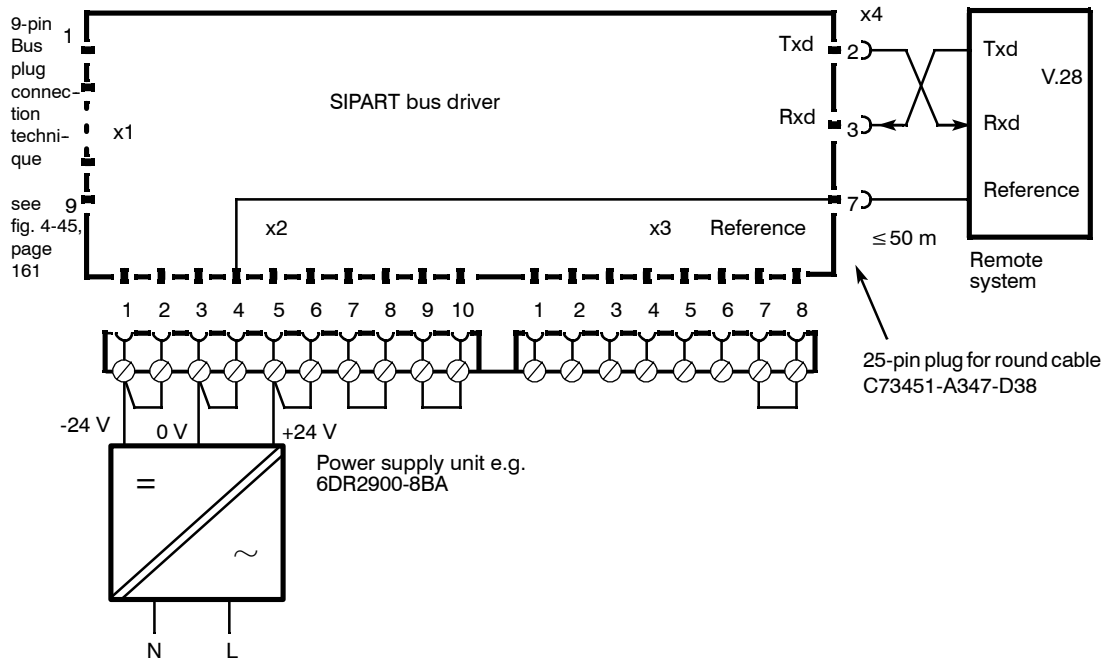 9-pin
Bus
plug
connec-
tion
techni-
que
see
fig. 4-45,
page
161
1
9
x1
SIPART bus driver
x4
Txd
2
Rxd
3
7
Txd
V.28
Rxd
Reference
x2
x3
Reference
≤ 50 m
Remote
system
1 2 3 4 5 6 7 8 9 10
1 2 3 4 5 6 7 8
25-pin plug for round cable
C73451-A347-D38
-24 V
0 V
+24 V
Power supply unit e.g.
6DR2900-8BA
=
~
N
L